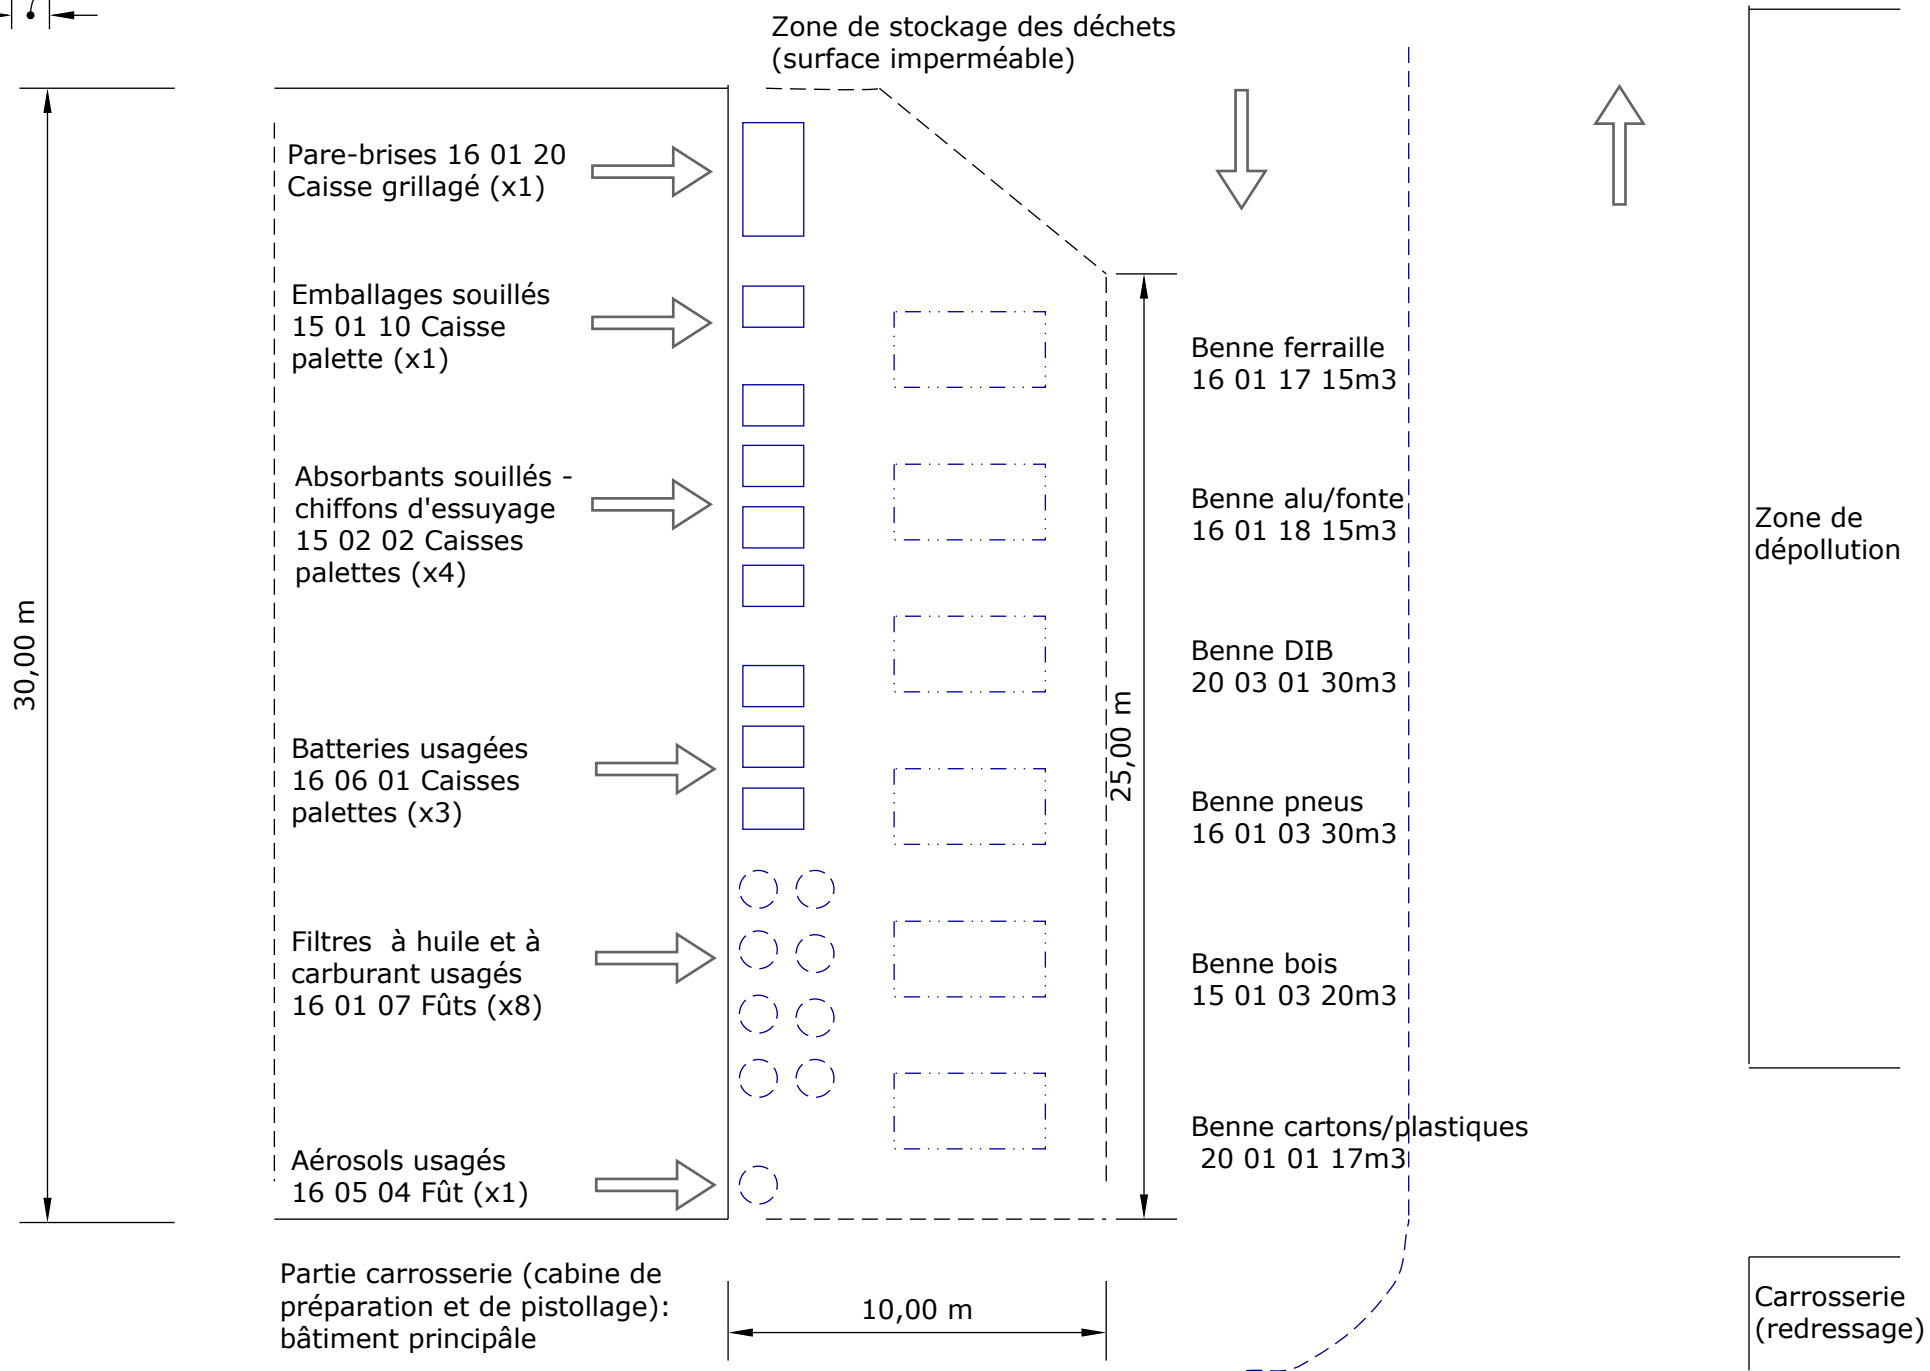 Zone de stockage des déchets
(surface imperméable)
Pare-brises 16 01 20
Caisse grillagé (x1)
Emballages souillés
15 01 10 Caisse
palette (x1)
Absorbants souillés -
chiffons d'essuyage
15 02 02 Caisses
palettes (x4)
Batteries usagées
16 06 01 Caisses
palettes (x3)
Filtres  à huile et à
carburant usagés
16 01 07 Fûts (x8)
Aérosols usagés
16 05 04 Fût (x1)
30,00 m
Partie carrosserie (cabine de
préparation et de pistollage):
bâtiment principâle
10,00 m
25,00 m
Benne ferraille
16 01 17 15m3
Benne alu/fonte
16 01 18 15m3
Benne DIB
20 03 01 30m3
Benne pneus
16 01 03 30m3
Benne bois
15 01 03 20m3
Benne cartons/plastiques
20 01 01 17m3
Zone de
dépollution
Carrosserie
(redressage)